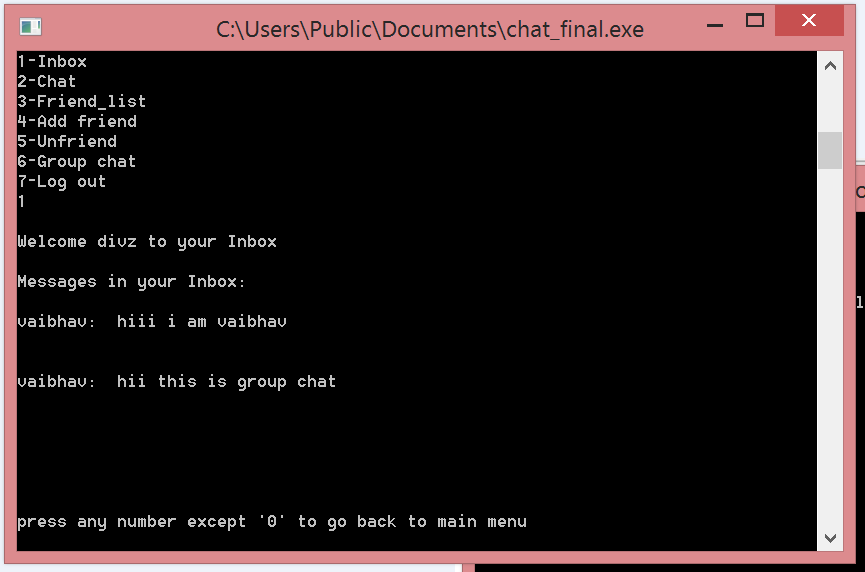 C:\Users\Public\Documents\chat_final.exe
1-Inbox
2-Chat
3-Friend_list
4-Add friend
5-Unfriend
6-Group chat
7-Log out
1
Welcome divz to your Inbox
Messages in your Inbox:
vaibhav:  hiii i am vaibhav
vaibhav:  hii this is group chat
press any number except '0' to go back to main menu